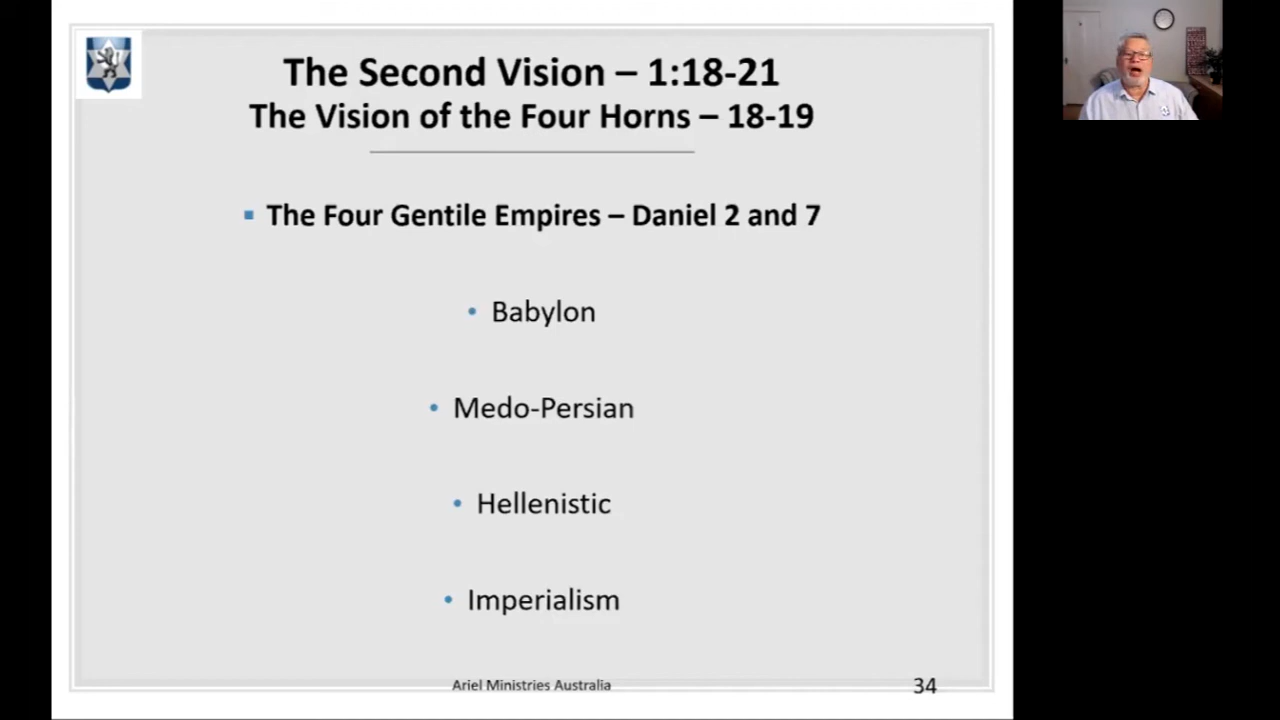 The Second Vision – 1:18-21
The Vision of the Four Horns – 18-19
▪ The Four Gentile Empires – Daniel 2 and 7
• Babylon
• Medo-Persian
• Hellenistic
• Imperialism
Ariel Ministries Australia
34